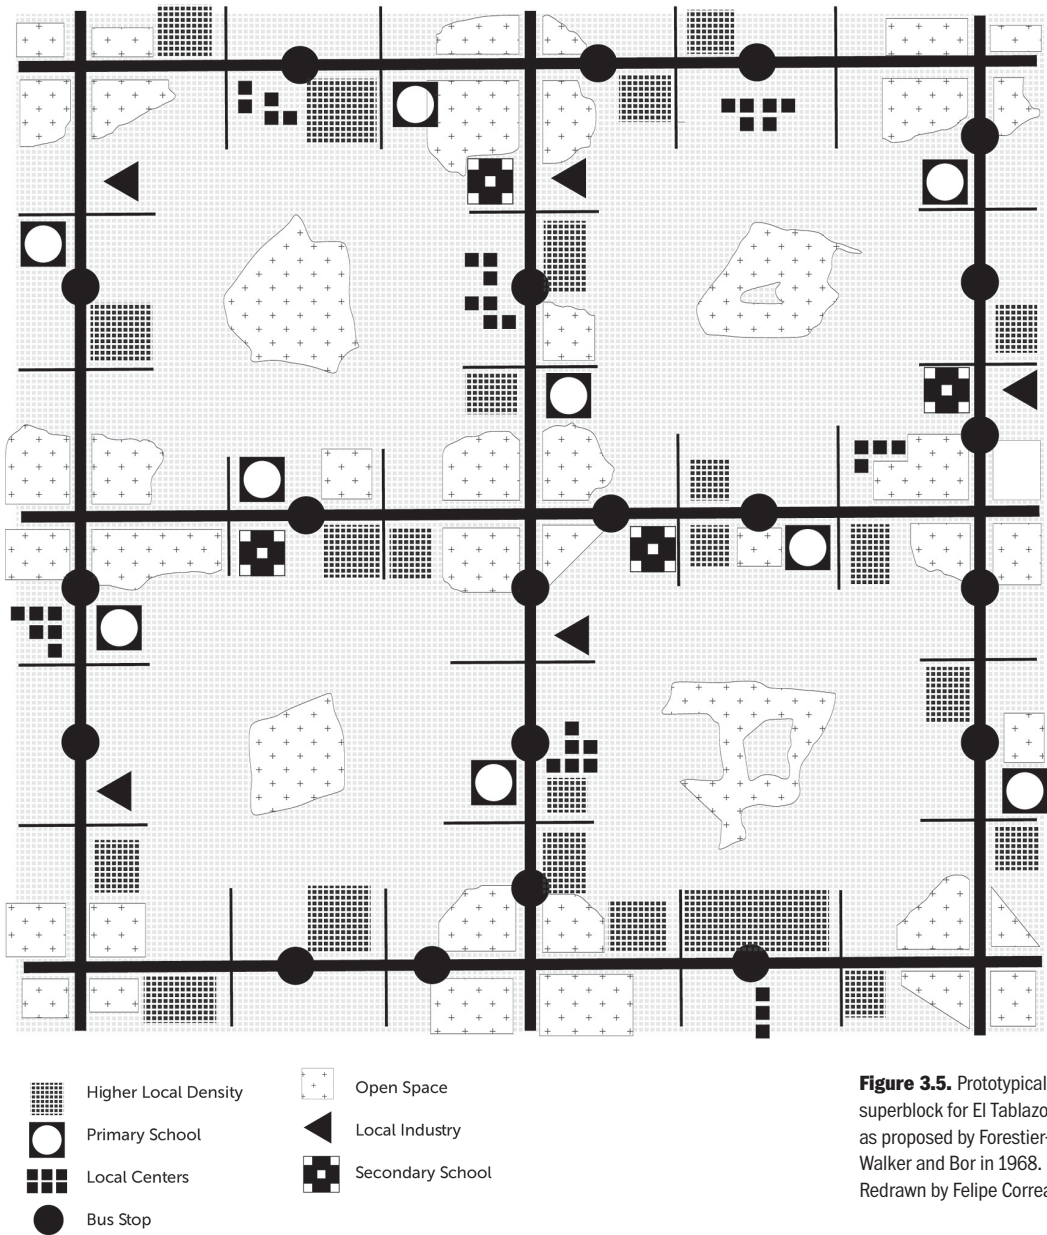 Higher Local Density
Primary School
Local Centers
Bus Stop
Open Space
Local Industry
Secondary School
Figure 3.5. Prototypical
superblock for El Tablazo
as proposed by Forestier-
Walker and Bor in 1968.
Redrawn by Felipe Correa